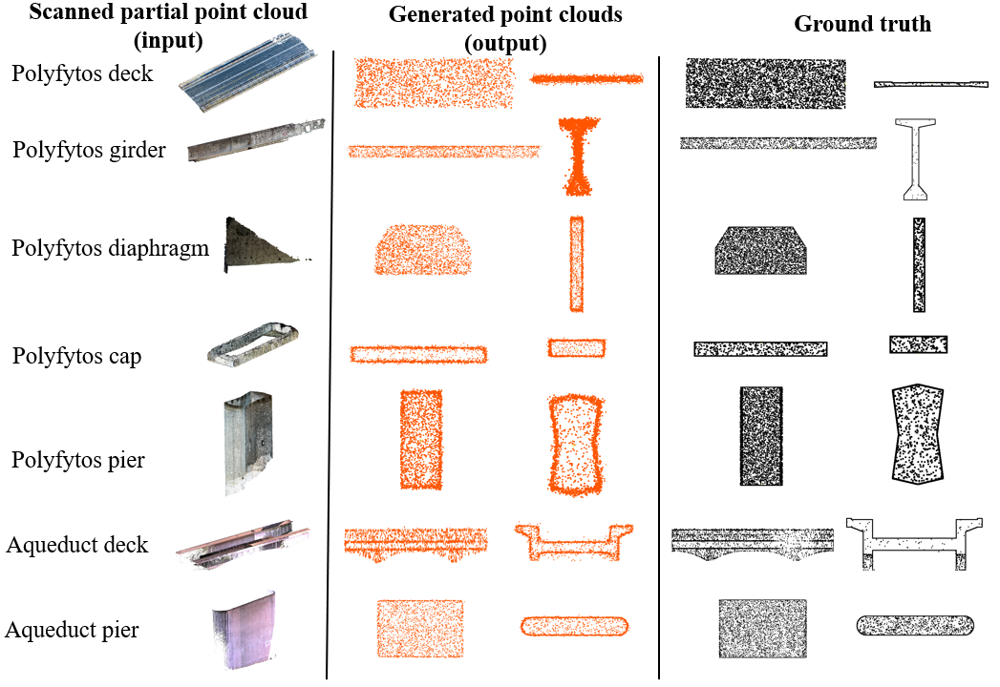 Scanned partial point cloud
(input)
Generated point clouds
(output)
Ground truth
Polyfytos deck
Polyfytos girder
Polyfytos diaphragm
Polyfytos cap
Polyfytos pier
Aqueduct deck
Aqueduct pier